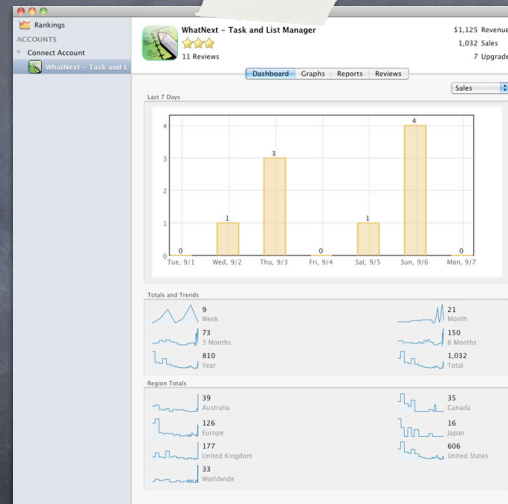 Rankings
ACCOUNTS
Connect Account
WhatNext - Task and L
WhatNext - Task and List Manager
11 Reviews
$1,125 Revenue
1,032 Sales
7 Upgrade
Dashboard Graphs Reports Reviews
Sales
Last 7 Days
4
3
2
1
0
0
1
3
0
1
4
0
Tue, 9/1 Wed, 9/2 Thu, 9/3 Fri, 9/4 Sat, 9/5 Sun, 9/6 Mon, 9/7
Totals and Trends
9
Week
21
Month
73
3 Months
150
6 Months
810
Year
1,032
Total
Region Totals
39
Australia
35
Canada
126
Europe
16
Japan
177
United Kingdom
606
United States
33
Worldwide